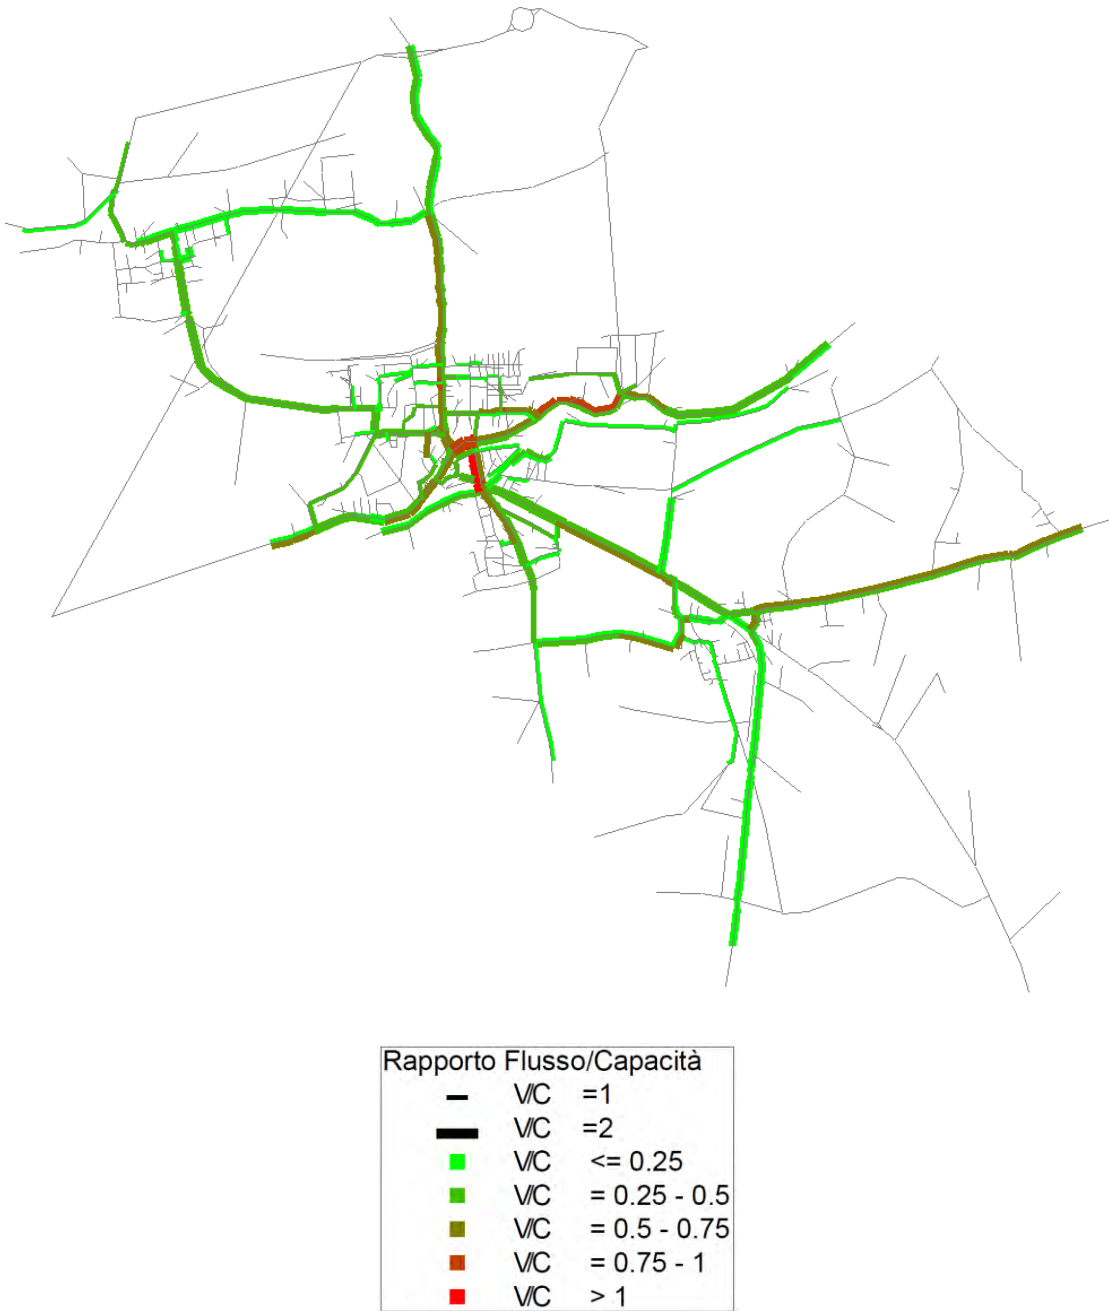 Rapporto Flusso/Capacità
V/C =1
V/C =2
V/C <= 0.25
V/C = 0.25 - 0.5
V/C = 0.5 - 0.75
V/C = 0.75 - 1
V/C > 1